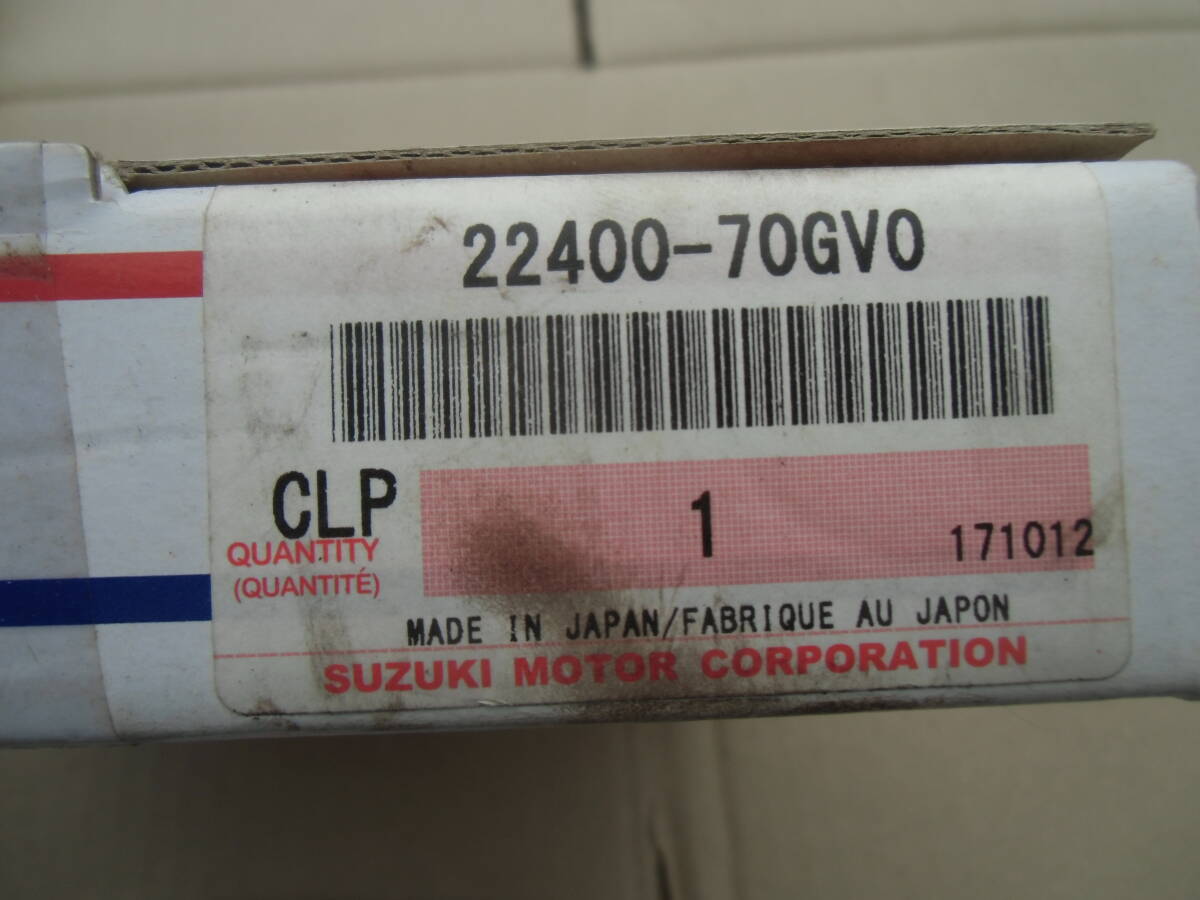 22400-70GV0
CLP
1
171012
QUANTITY
(QUANTITÉ)
MADE IN JAPAN/FABRIQUE AU JAPON
SUZUKI MOTOR CORPORATION